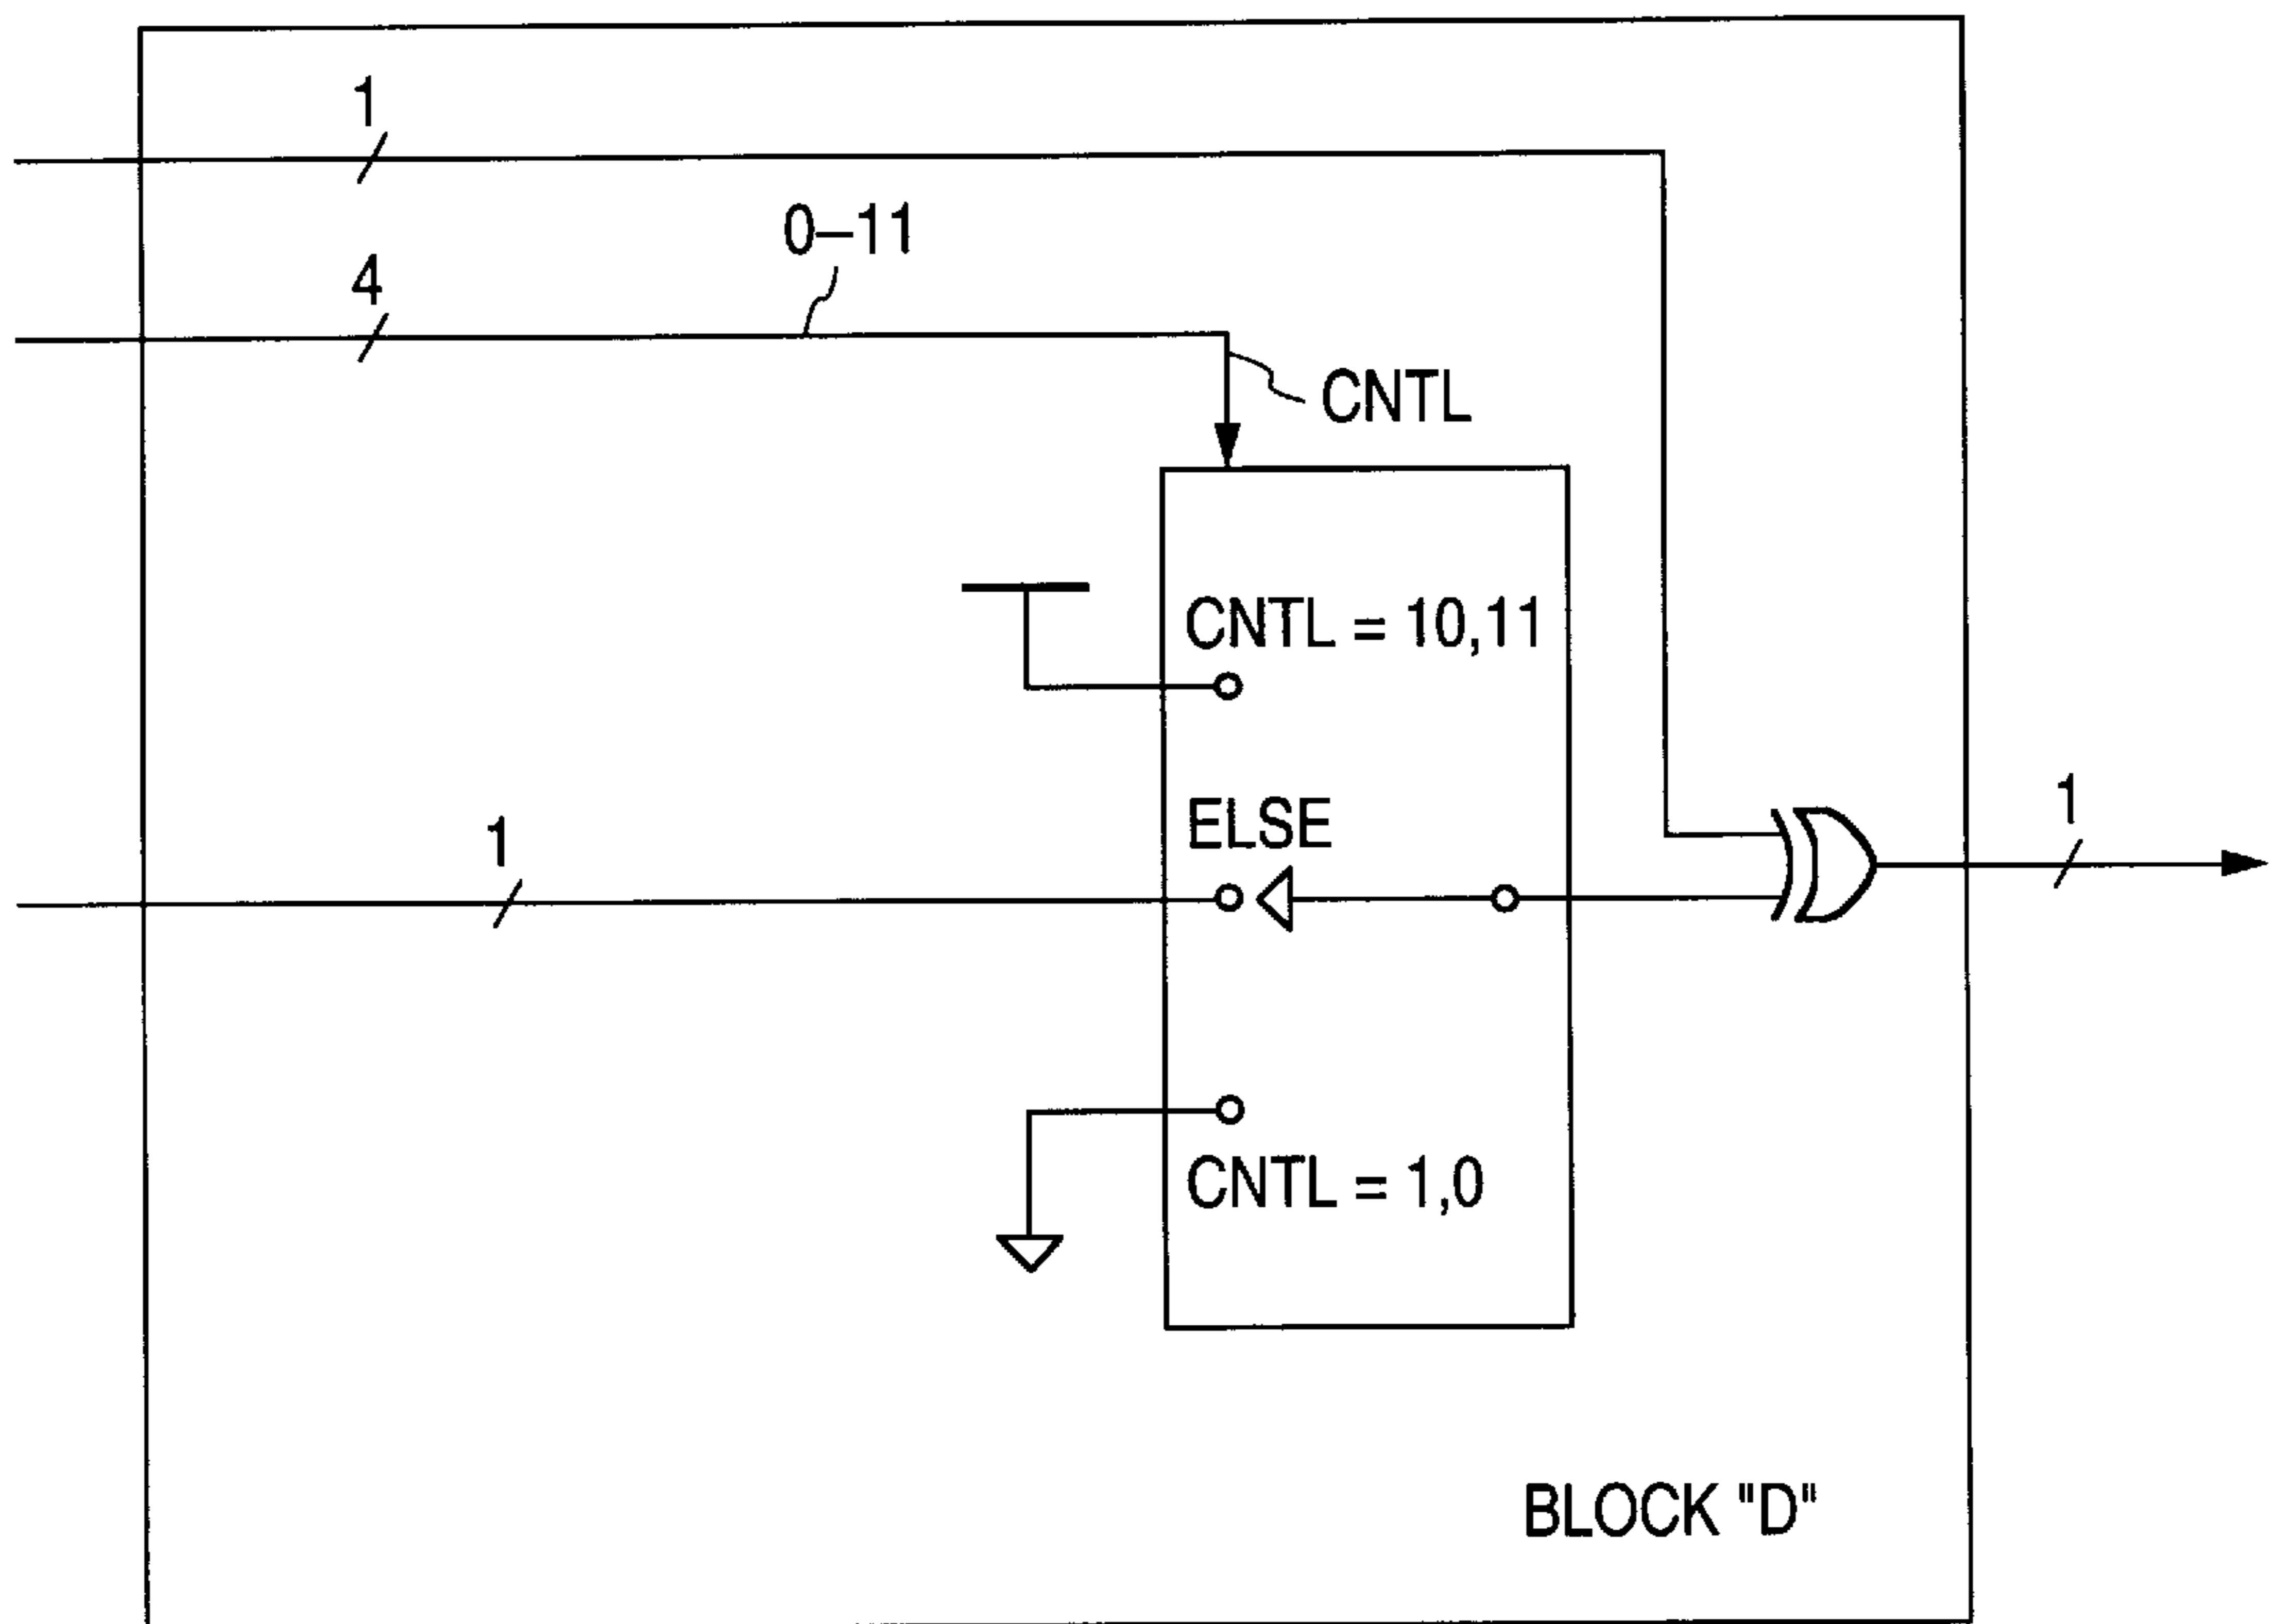 1
0–11
4
CNTL
CNTL = 10,11
ELSE
1
1
CNTL = 1,0
BLOCK "D"